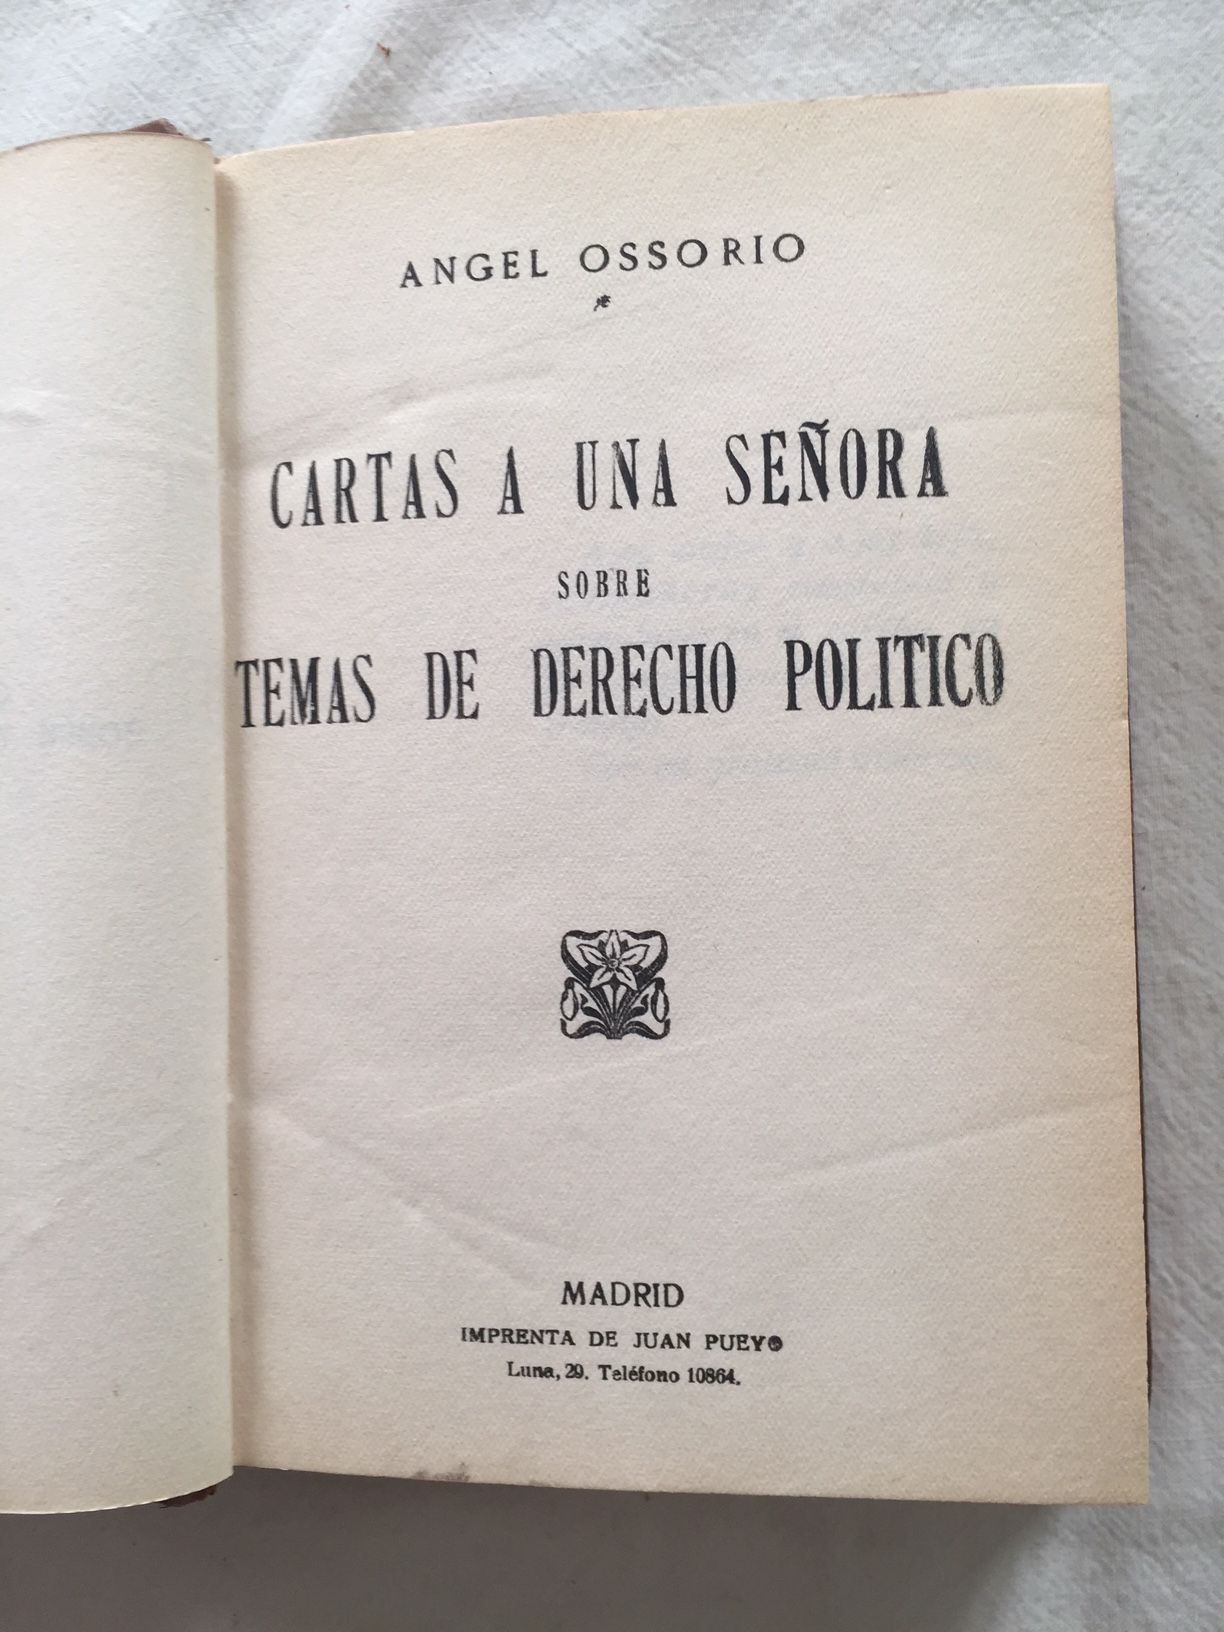 ANGEL OSSORIO
CARTAS A UNA SEÑORA
SOBRE
TEMAS DE DERECHO POLITICO
MADRID
IMPRENTA DE JUAN PUEYO
Luna, 29. Teléfono 10864.